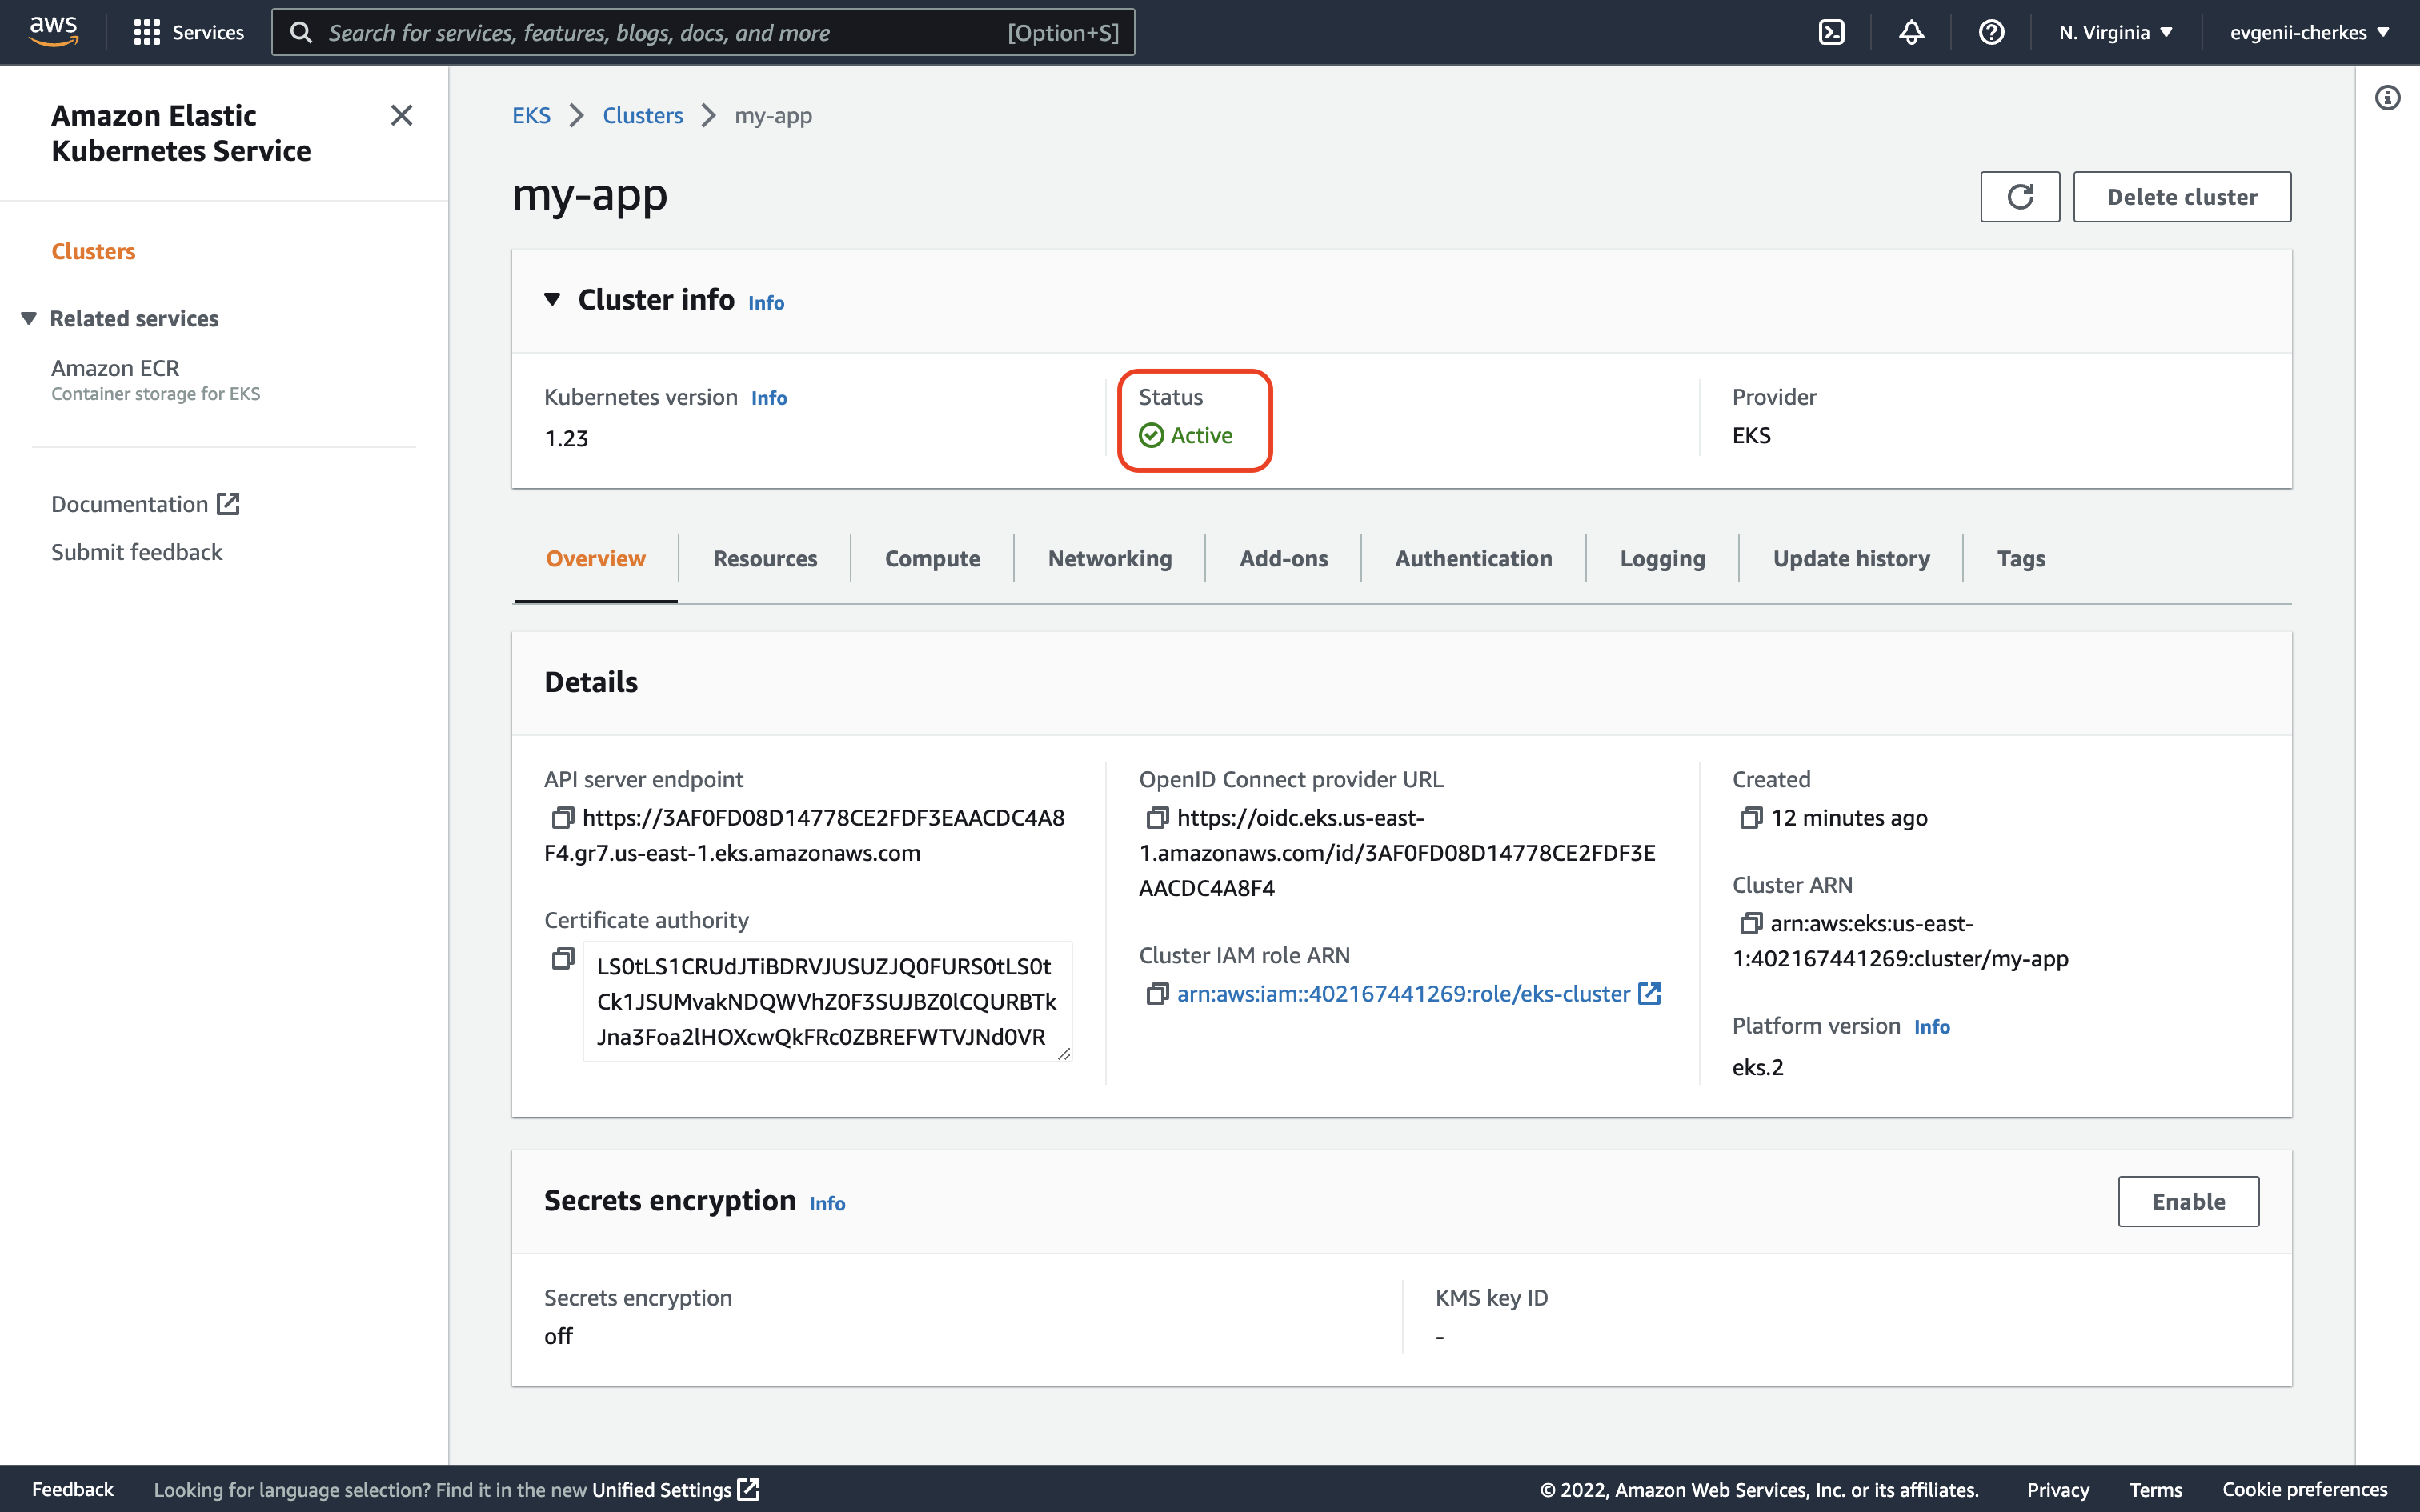 aws
Services
Search for services, features, blogs, docs, and more
[Option+S]
N. Virginia
evgenii-cherkes
Amazon Elastic
Kubernetes Service
Clusters
Related services
Amazon ECR
Container storage for EKS
Documentation
Submit feedback
EKS
Clusters
my-app
my-app
Delete cluster
Cluster info Info
Kubernetes version Info
1.23
Status
Active
Provider
EKS
Overview
Resources
Compute
Networking
Add-ons
Authentication
Logging
Update history
Tags
Details
API server endpoint
https://3AF0FD08D14778CE2FDF3EAACDC4A8
F4.gr7.us-east-1.eks.amazonaws.com
Certificate authority
LS0tLS1CRUdJTiBDRVJUSUZJQ0FURS0tLS0t
Ck1JSUMvakNDQWVhZ0F3SUJBZ0lCQURBTk
Jna3Foa2lHOXcwQkFRc0ZBREFWTVJNd0VR
OpenID Connect provider URL
https://oidc.eks.us-east-
1.amazonaws.com/id/3AF0FD08D14778CE2FDF3E
AACDC4A8F4
Cluster IAM role ARN
arn:aws:iam::402167441269:role/eks-cluster
Created
12 minutes ago
Cluster ARN
arn:aws:eks:us-east-
1:402167441269:cluster/my-app
Platform version Info
eks.2
Secrets encryption Info
Enable
Secrets encryption
off
KMS key ID
-
Feedback
Looking for language selection? Find it in the new Unified Settings
© 2022, Amazon Web Services, Inc. or its affiliates.
Privacy
Terms
Cookie preferences